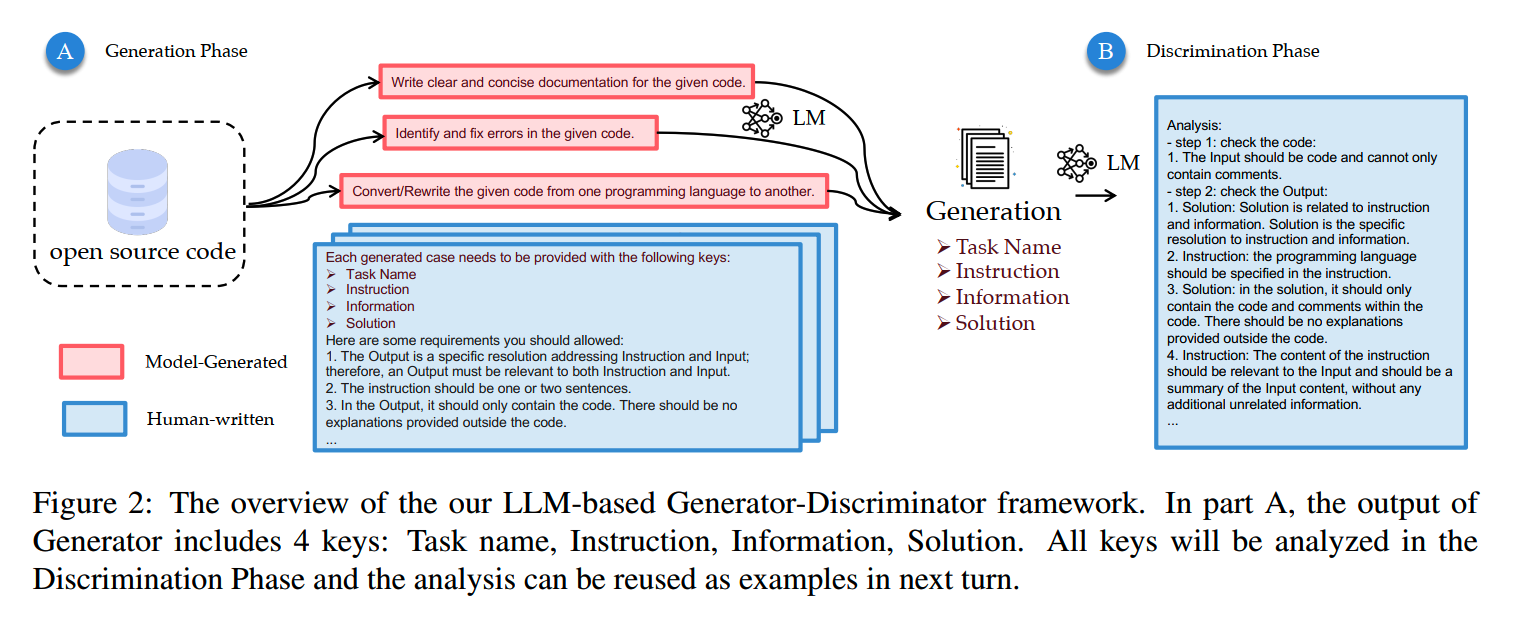 A Generation Phase
B Discrimination Phase
Write clear and concise documentation for the given code.
Identify and fix errors in the given code.
Convert/Rewrite the given code from one programming language to another.
LM
open source code
Each generated case needs to be provided with the following keys:
➢ Task Name
➢ Instruction
➢ Information
➢ Solution
Here are some requirements you should allowed:
1. The Output is a specific resolution addressing Instruction and Input;
therefore, an Output must be relevant to both Instruction and Input.
2. The instruction should be one or two sentences.
3. In the Output, it should only contain the code. There should be no
explanations provided outside the code.
...
Model-Generated
Human-written
Generation
➢ Task Name
➢ Instruction
➢ Information
➢ Solution
LM
Analysis:
- step 1: check the code:
1. The Input should be code and cannot only
contain comments.
- step 2: check the Output:
1. Solution: Solution is related to instruction
and information. Solution is the specific
resolution to instruction and information.
2. Instruction: the programming language
should be specified in the instruction.
3. Solution: in the solution, it should only
contain the code and comments within the
code. There should be no explanations
provided outside the code.
4. Instruction: The content of the instruction
should be relevant to the Input and should be a
summary of the Input content, without any
additional unrelated information.
...
Figure 2: The overview of the our LLM-based Generator-Discriminator framework. In part A, the output of
Generator includes 4 keys: Task name, Instruction, Information, Solution. All keys will be analyzed in the
Discrimination Phase and the analysis can be reused as examples in next turn.